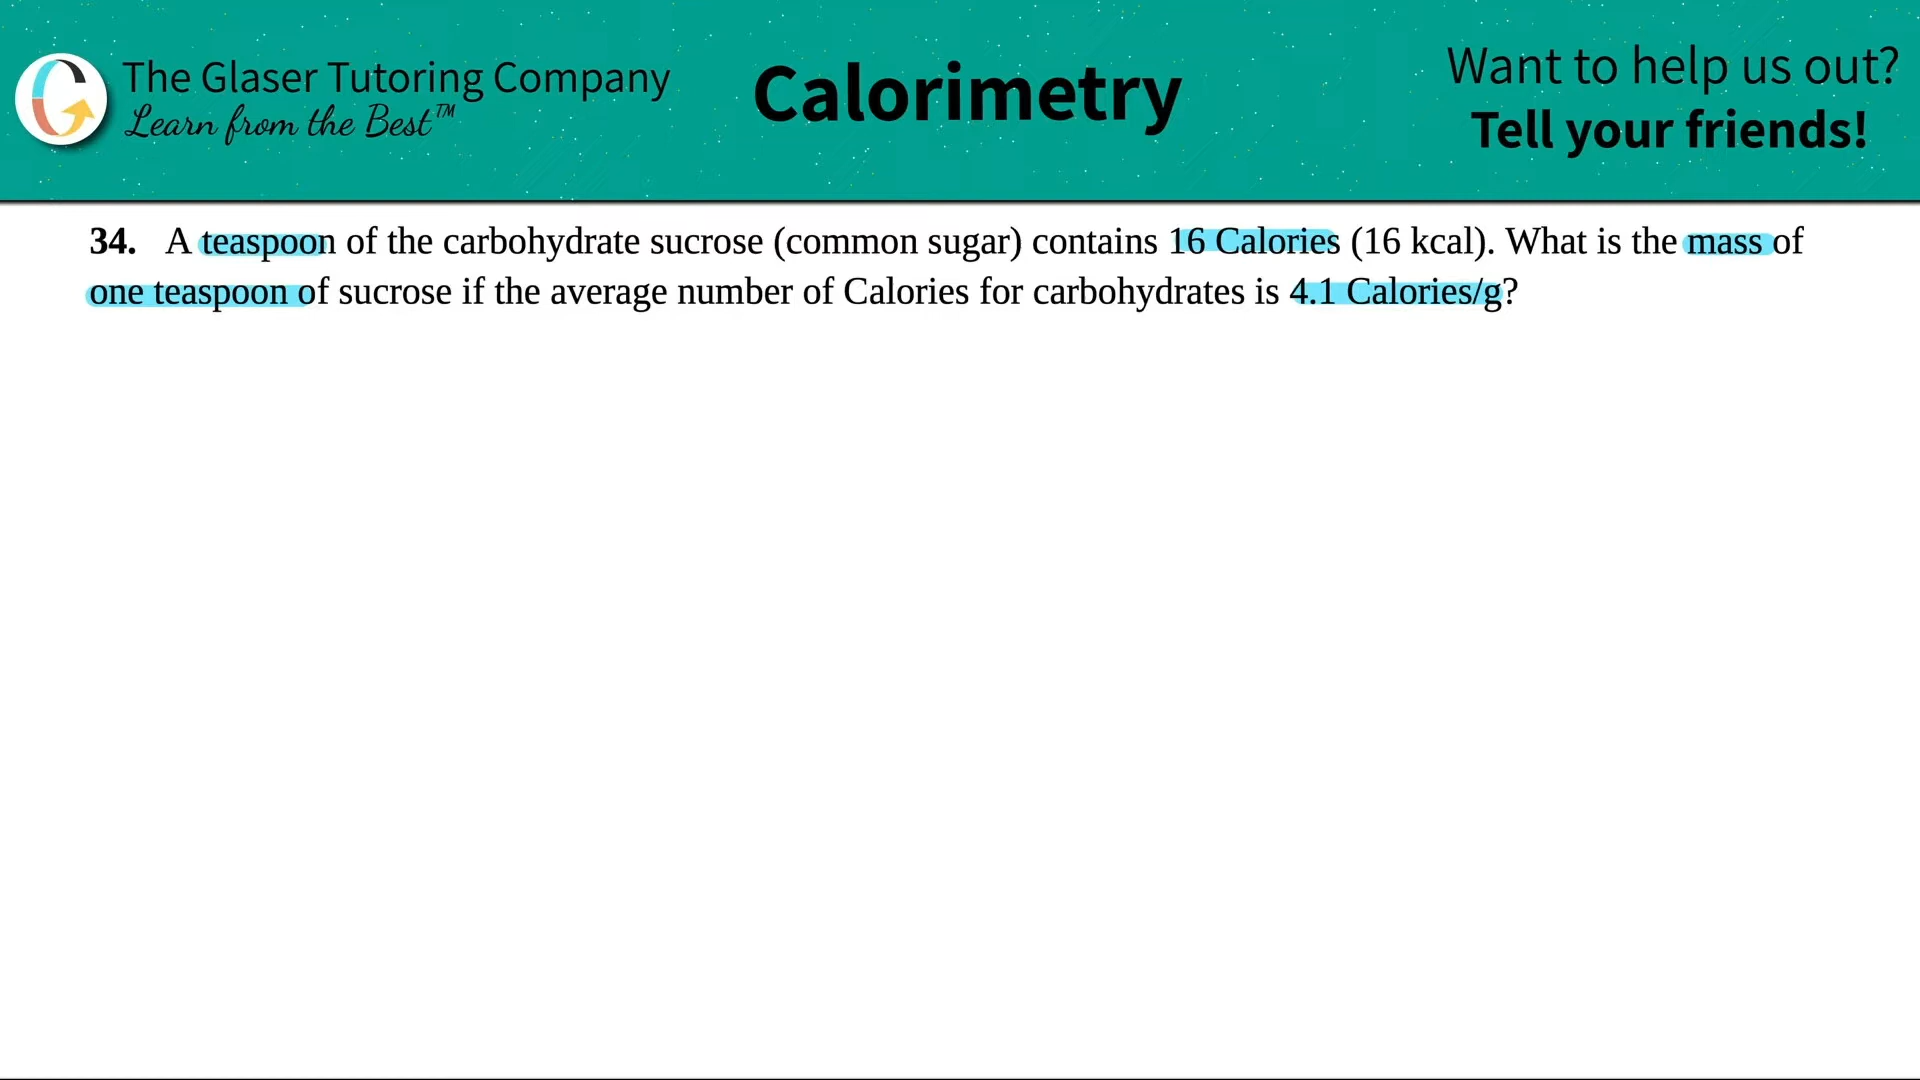 The Glaser Tutoring Company
Learn from the Best™
Calorimetry
Want to help us out?
Tell your friends!
34. A teaspoon of the carbohydrate sucrose (common sugar) contains 16 Calories (16 kcal). What is the mass of
one teaspoon of sucrose if the average number of Calories for carbohydrates is 4.1 Calories/g?